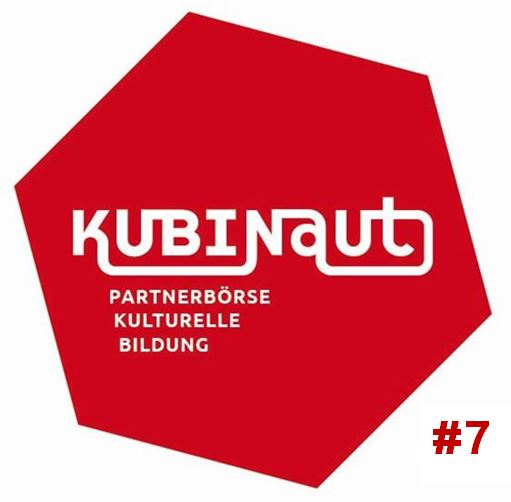 KUBINaUt
PARTNERBÖRSE
KULTURELLE
BILDUNG
#7